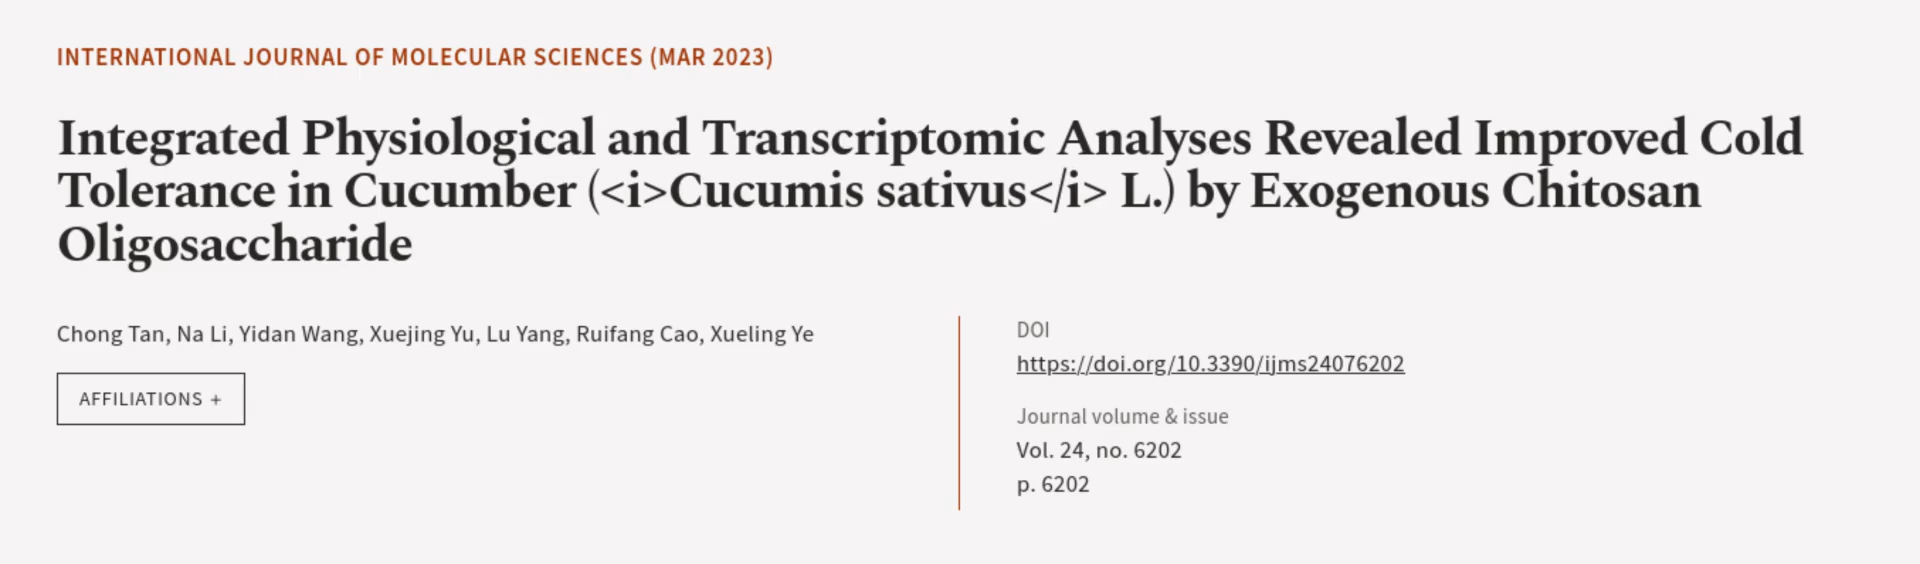 INTERNATIONAL JOURNAL OF MOLECULAR SCIENCES (MAR 2023)
Integrated Physiological and Transcriptomic Analyses Revealed Improved Cold
Tolerance in Cucumber (<i>Cucumis sativus</i> L.) by Exogenous Chitosan
Oligosaccharide
Chong Tan, Na Li, Yidan Wang, Xuejing Yu, Lu Yang, Ruifang Cao, Xueling Ye
AFFILIATIONS +
DOI
https://doi.org/10.3390/ijms24076202
Journal volume & issue
Vol. 24, no. 6202
p. 6202